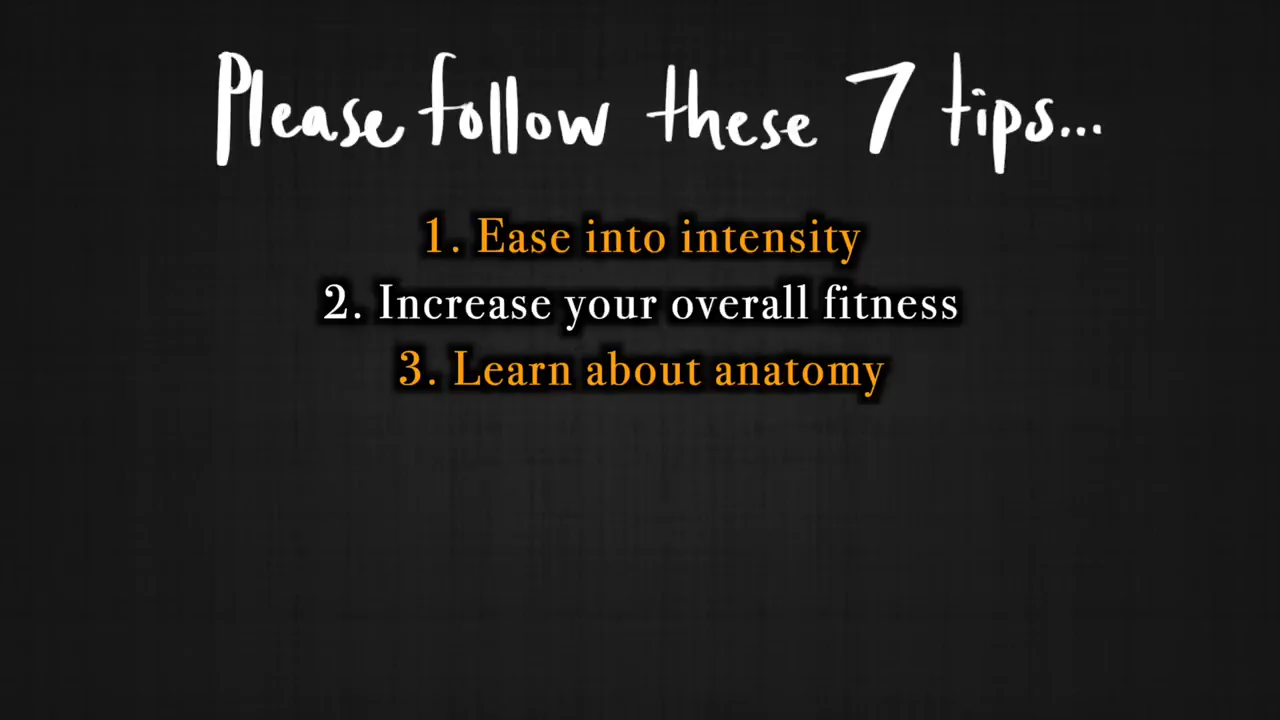 Please follow these 7 tips...
1. Ease into intensity
2. Increase your overall fitness
3. Learn about anatomy